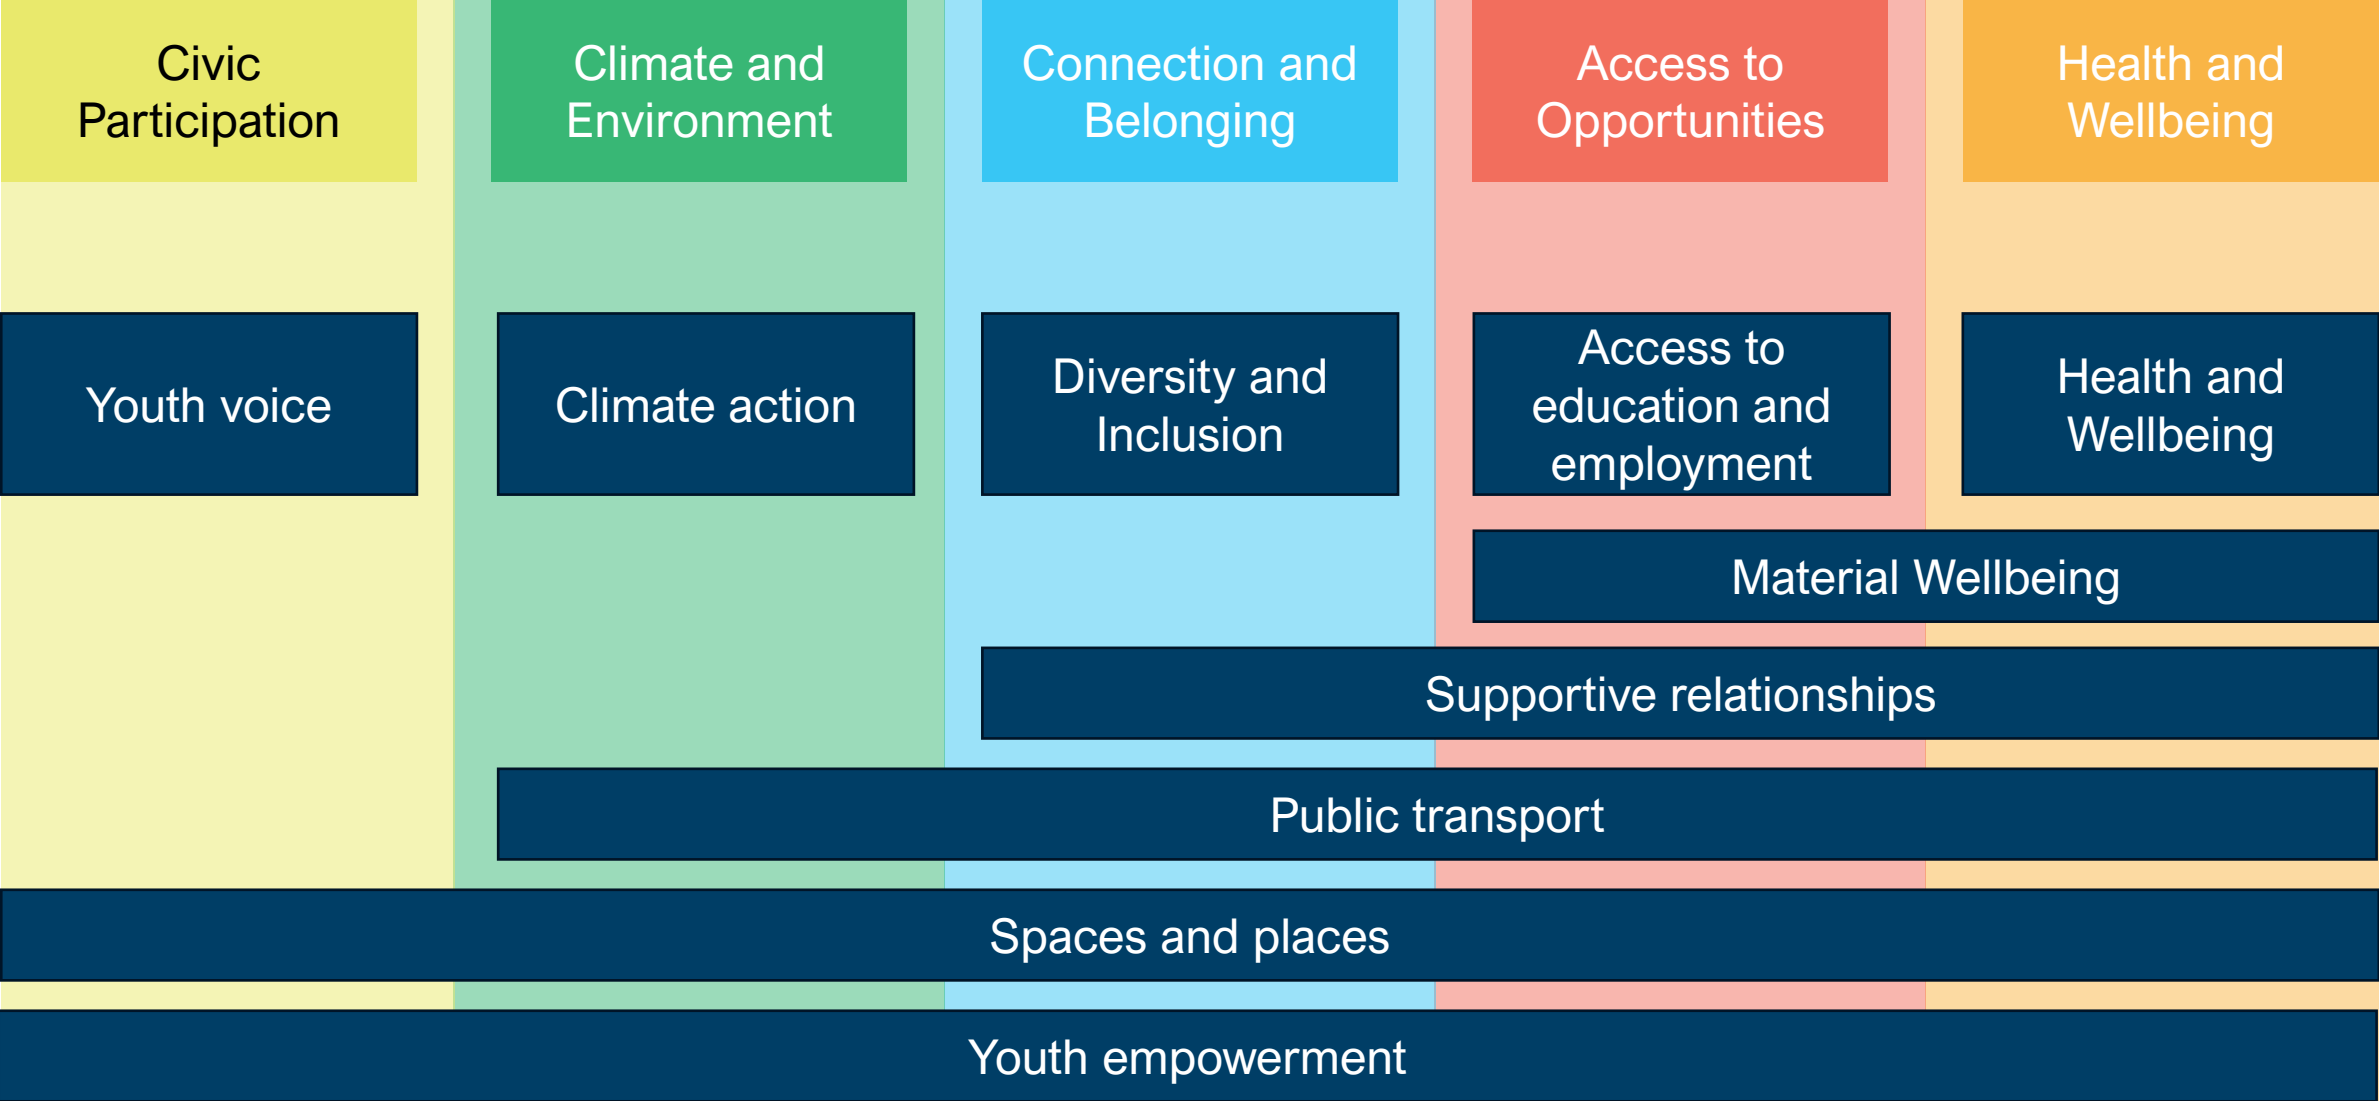 Civic
Participation
Climate and
Environment
Connection and
Belonging
Access to
Opportunities
Health and
Wellbeing
Youth voice
Climate action
Diversity and
Inclusion
Access to
education and
employment
Health and
Wellbeing
Material Wellbeing
Supportive relationships
Public transport
Spaces and places
Youth empowerment